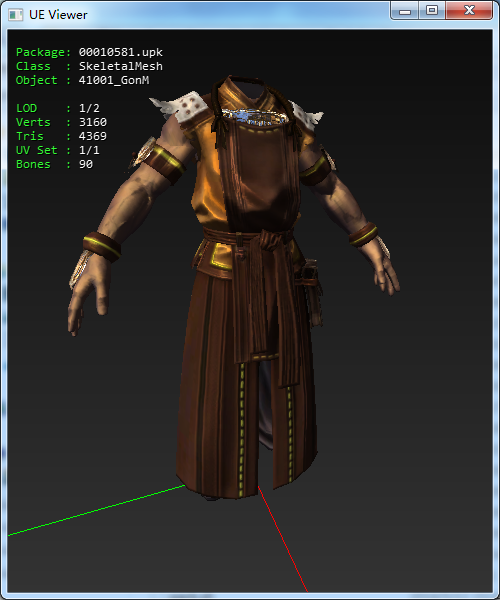 UE Viewer
Package: 00010581.upk
Class : SkeletalMesh
Object : 41001_GonM
LOD : 1/2
Verts : 3160
Tris : 4369
UV Set : 1/1
Bones : 90